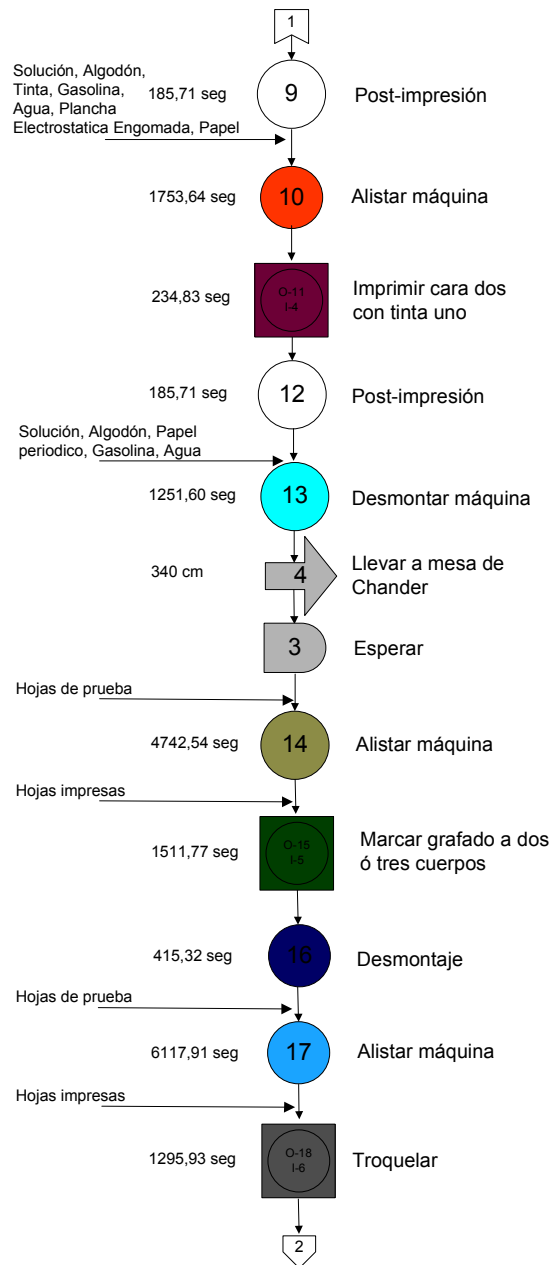 1
Solución, Algodón,
Tinta, Gasolina,
Agua, Plancha
Electrostatica Engomada, Papel
185,71 seg
9
Post-impresión
1753,64 seg
10
Alistar máquina
234,83 seg
O-11
I-4
Imprimir cara dos
con tinta uno
185,71 seg
12
Post-impresión
Solución, Algodón, Papel
periodico, Gasolina, Agua
1251,60 seg
13
Desmontar máquina
340 cm
4
Llevar a mesa de
Chander
3
Esperar
Hojas de prueba
4742,54 seg
14
Alistar máquina
Hojas impresas
1511,77 seg
O-15
I-5
Marcar grafado a dos
ó tres cuerpos
415,32 seg
16
Desmontaje
Hojas de prueba
6117,91 seg
17
Alistar máquina
Hojas impresas
1295,93 seg
O-18
I-6
Troquelar
2